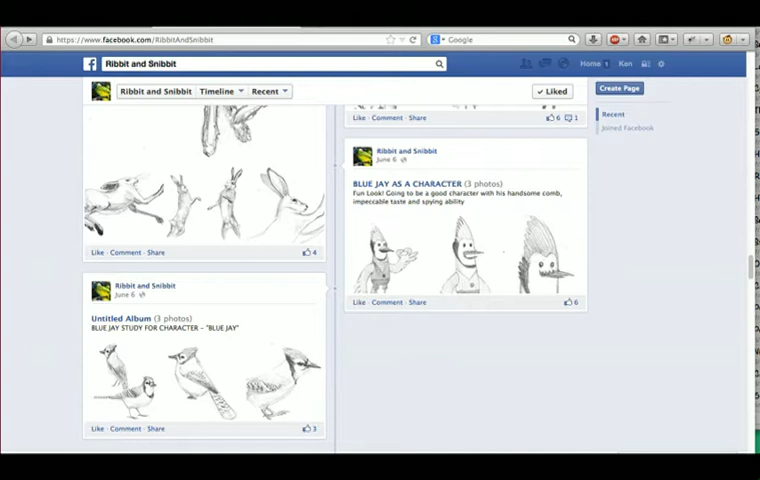 https://www.facebook.com/RibbitAndSnibbit
Google
Ribbit and Snibbit
Home 1
Ken
Ribbit and Snibbit
Timeline
Recent
Liked
Create Page
Recent
Joined Facebook
Like · Comment · Share
6
1
Ribbit and Snibbit
June 6
BLUE JAY AS A CHARACTER (3 photos)
Fun Look! Going to be a good character with his handsome comb,
impeccable taste and spying ability
Like · Comment · Share
6
Like · Comment · Share
4
Ribbit and Snibbit
June 6
Untitled Album (3 photos)
BLUE JAY STUDY FOR CHARACTER - "BLUE JAY"
Like · Comment · Share
3